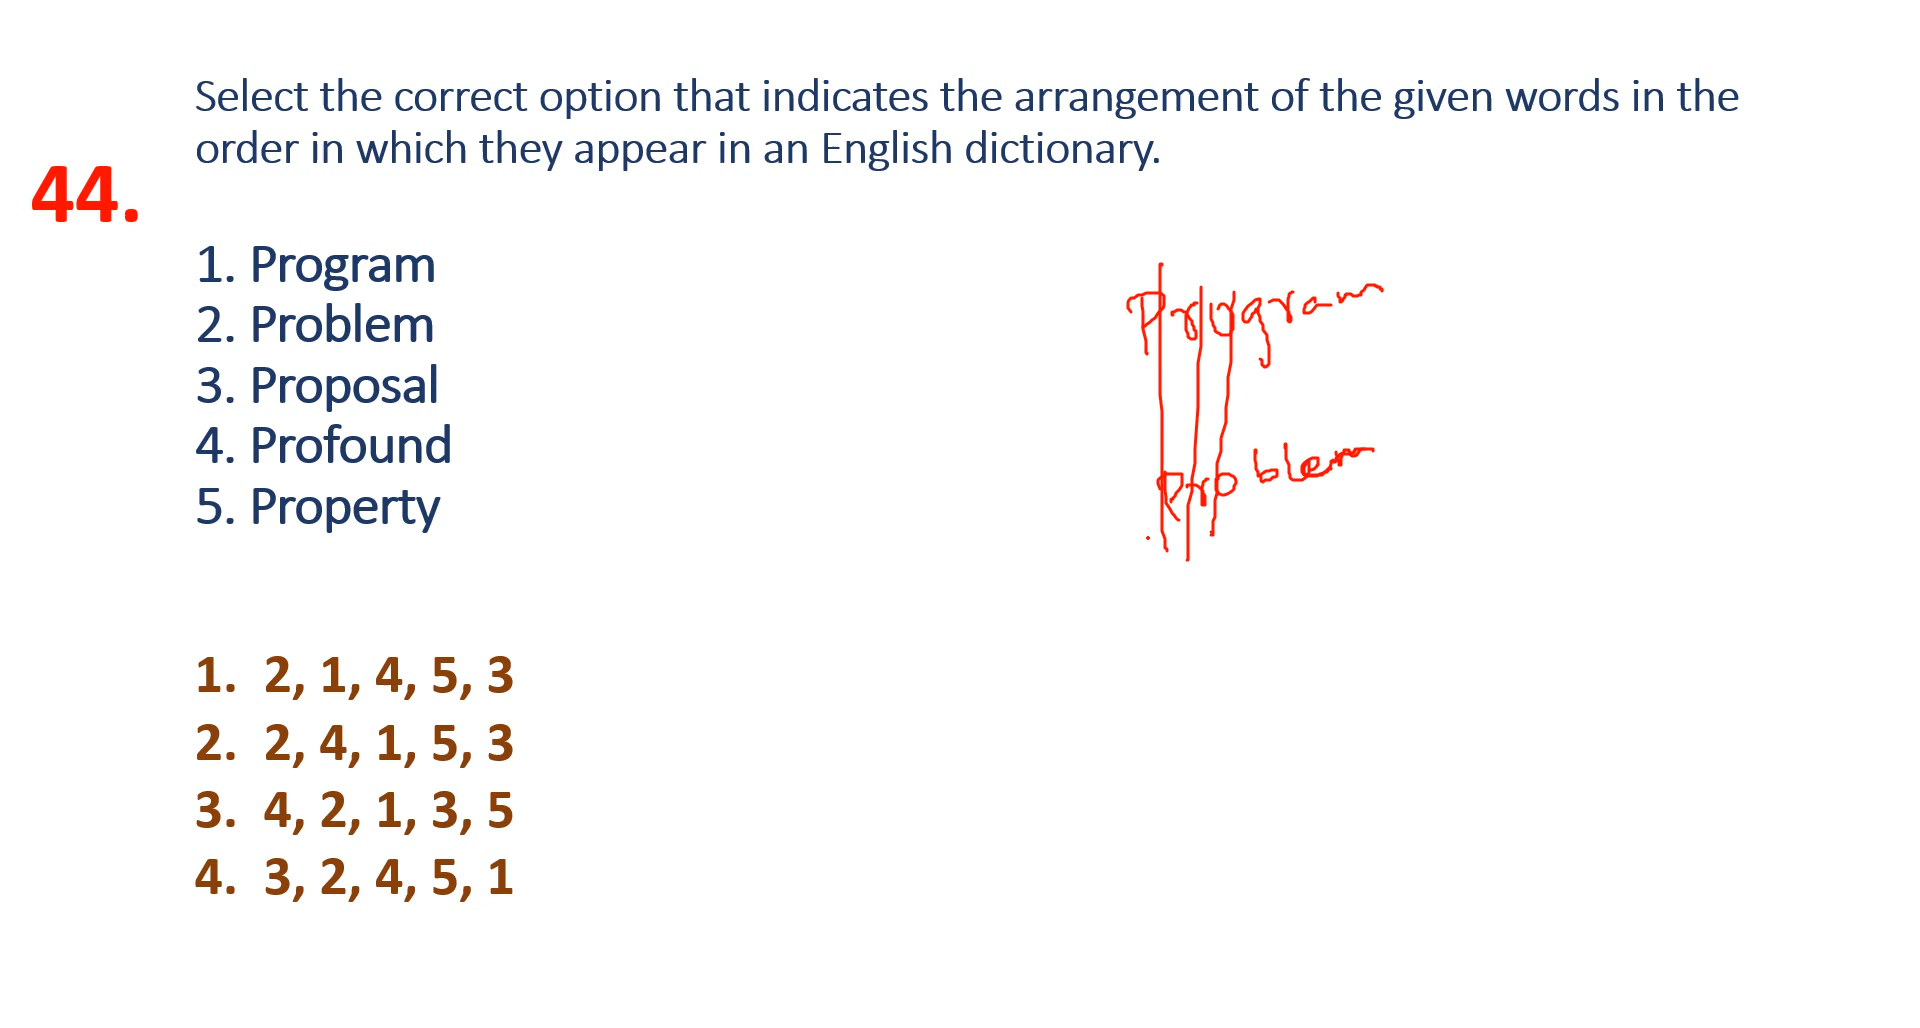 Select the correct option that indicates the arrangement of the given words in the
order in which they appear in an English dictionary.
44.
1. Program
2. Problem
3. Proposal
4. Profound
5. Property
Program
Problem
1. 2, 1, 4, 5, 3
2. 2, 4, 1, 5, 3
3. 4, 2, 1, 3, 5
4. 3, 2, 4, 5, 1